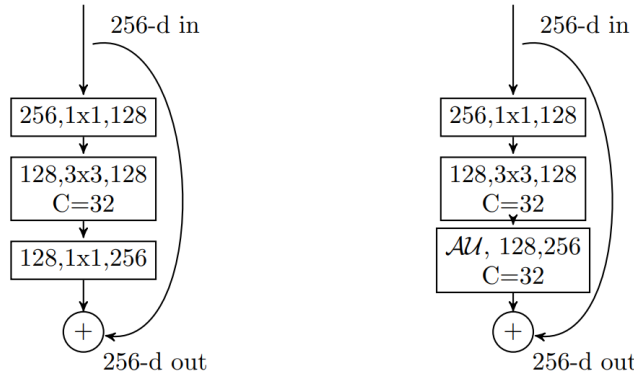 256-d in
256,1x1,128
128,3x3,128
C=32
128,1x1,256
+
256-d out
256-d in
256,1x1,128
128,3x3,128
C=32
𝒜𝒰, 128,256
C=32
+
256-d out